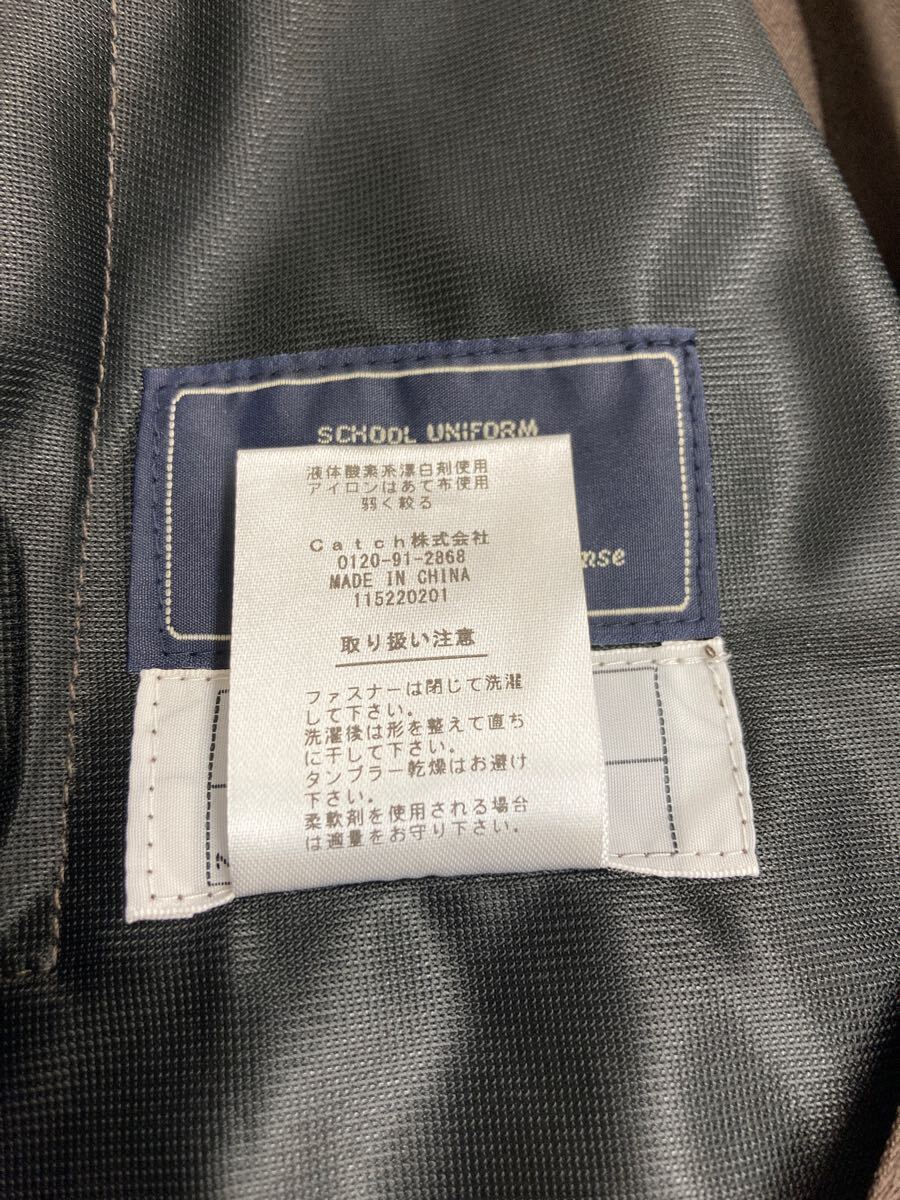 SCHOOL UNIFORM
液体酸素系漂白剤使用
アイロンはあて布使用
弱く絞る
Catch株式会社
0120-91-2868
MADE IN CHINA
115220201
取り扱い注意
ファスナーは閉じて洗濯
して下さい。
洗濯後は形を整えて直ち
に干して下さい。
タンブラー乾燥はお避け
下さい。
柔軟剤を使用される場合
は適量をお守り下さい。